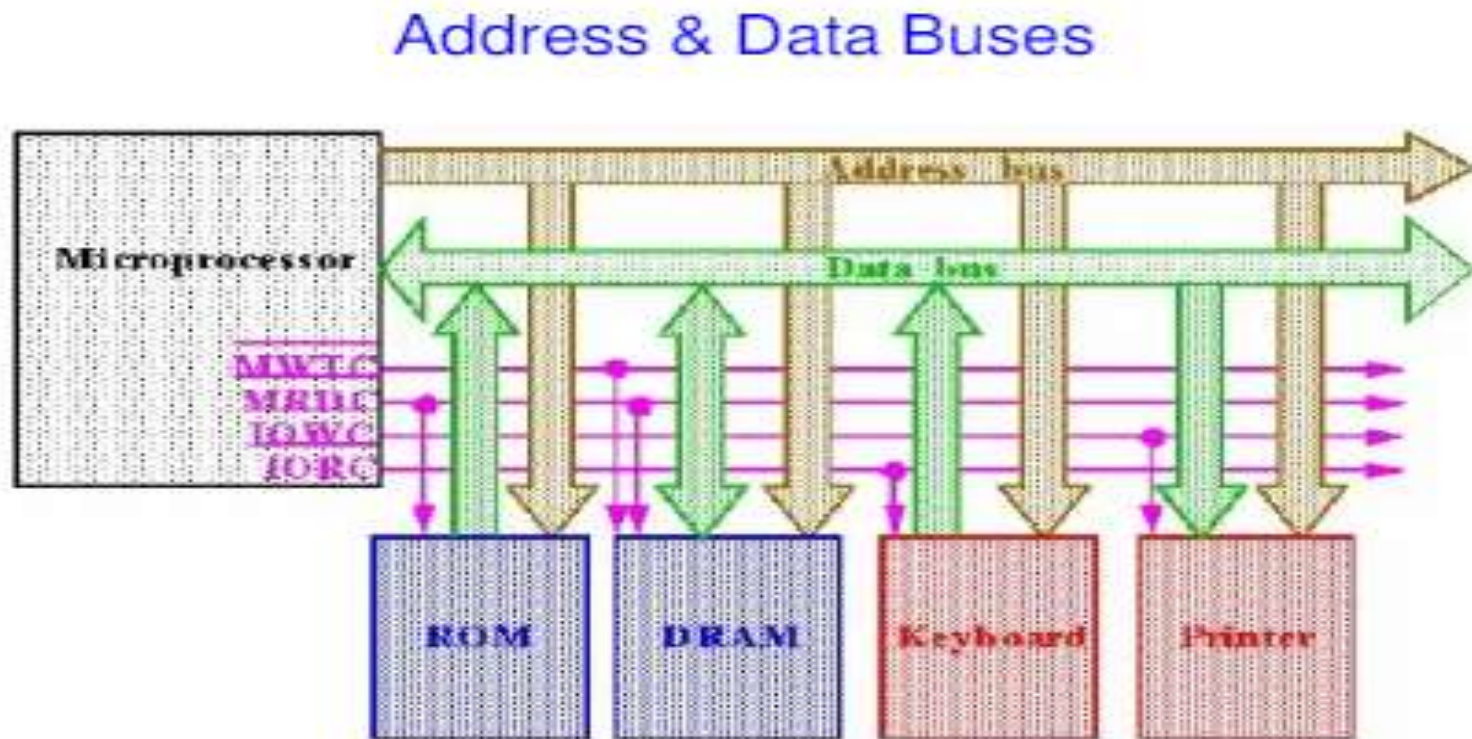 Address & Data Buses
Address bus
Microprocessor
Data bus
MWTC
MRDC
IOWC
IORC
ROM
DRAM
Keyboard
Printer